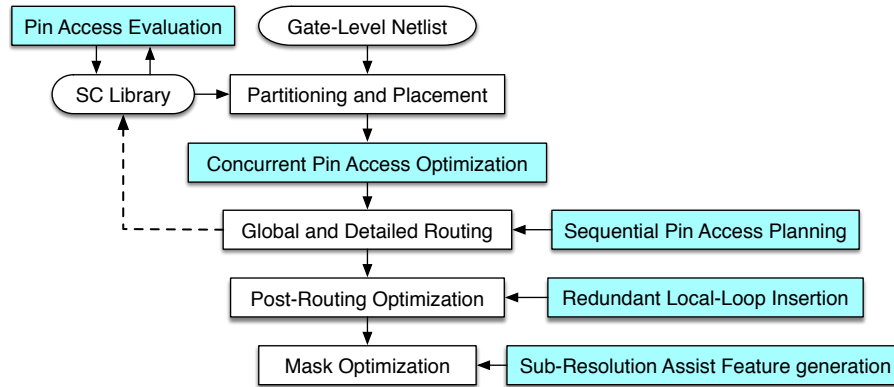 Pin Access Evaluation
Gate-Level Netlist
SC Library
Partitioning and Placement
Concurrent Pin Access Optimization
Global and Detailed Routing
Sequential Pin Access Planning
Post-Routing Optimization
Redundant Local-Loop Insertion
Mask Optimization
Sub-Resolution Assist Feature generation